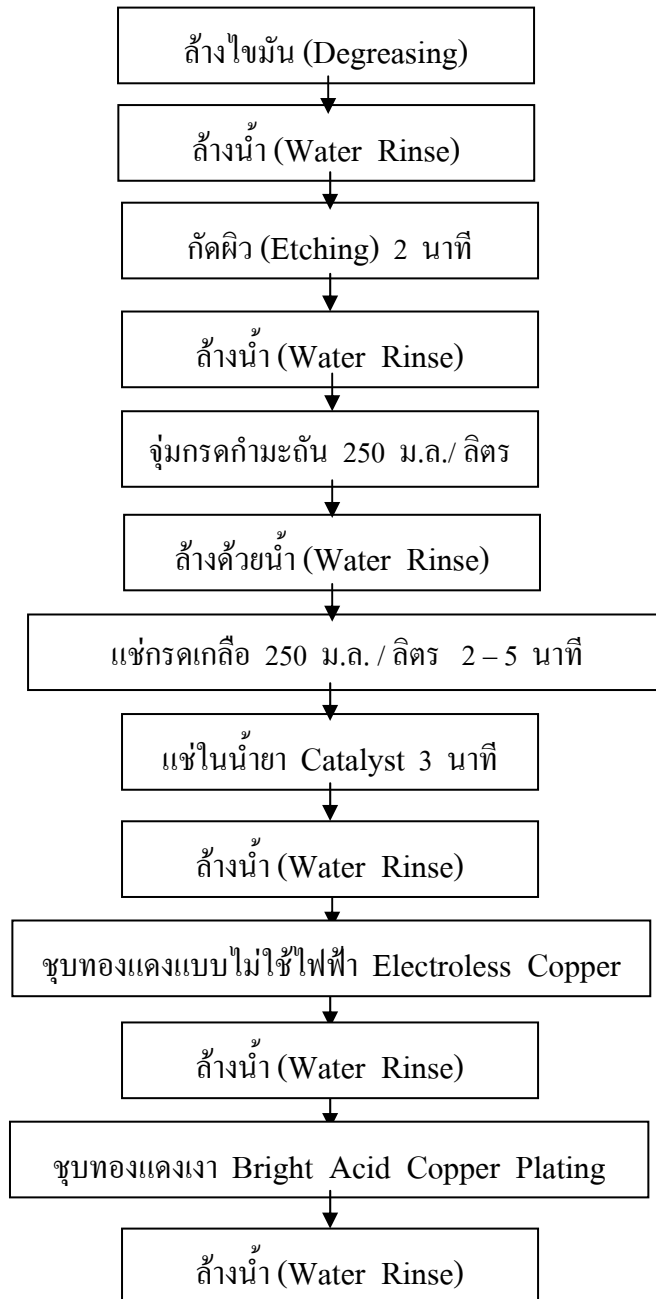 ล้างไขมัน (Degreasing)
ล้างน้ำ (Water Rinse)
กัดผิว (Etching) 2 นาที
ล้างน้ำ (Water Rinse)
จุ่มกรดกำมะถัน 250 ม.ล./ ลิตร
ล้างด้วยน้ำ (Water Rinse)
แช่กรดเกลือ 250 ม.ล. / ลิตร 2 – 5 นาที
แช่ในน้ำยา Catalyst 3 นาที
ล้างน้ำ (Water Rinse)
ชุบทองแดงแบบไม่ใช้ไฟฟ้า Electroless Copper
ล้างน้ำ (Water Rinse)
ชุบทองแดงเงา Bright Acid Copper Plating
ล้างน้ำ (Water Rinse)